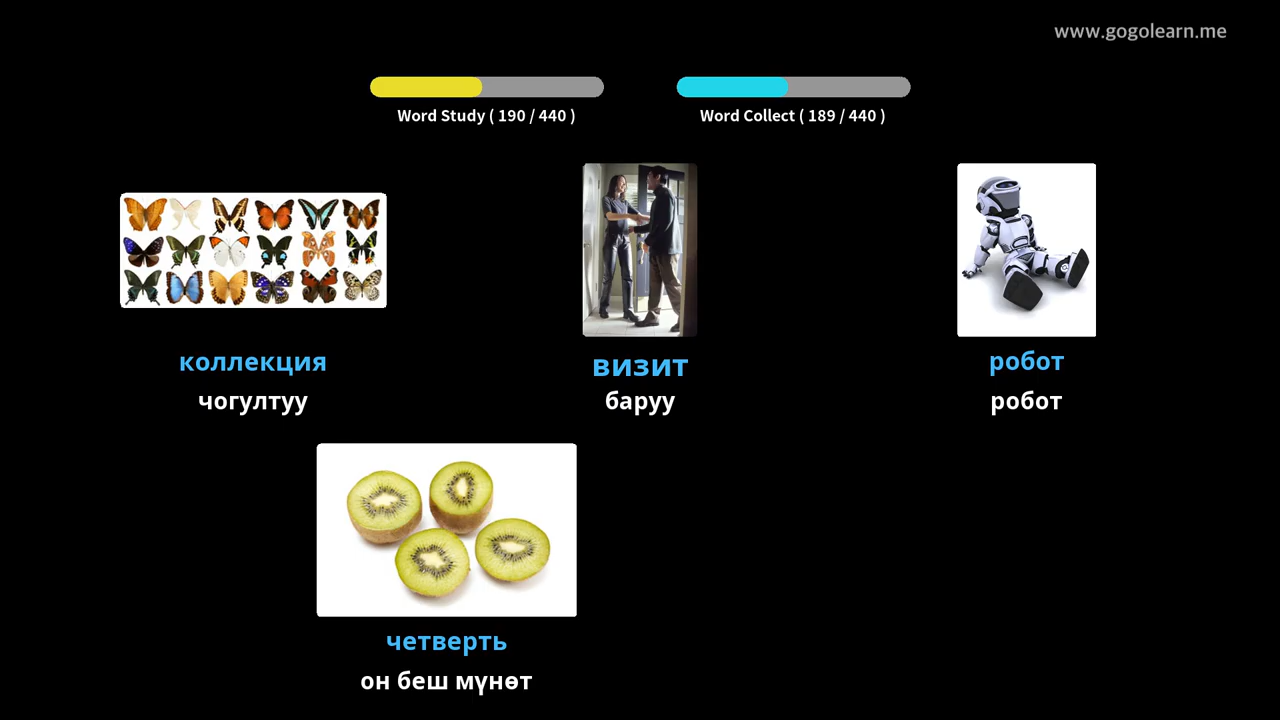 www.gogolearn.me
Word Study ( 190 / 440 )
Word Collect ( 189 / 440 )
коллекция
чогултуу
визит
баруу
робот
робот
четверть
он беш мүнөт